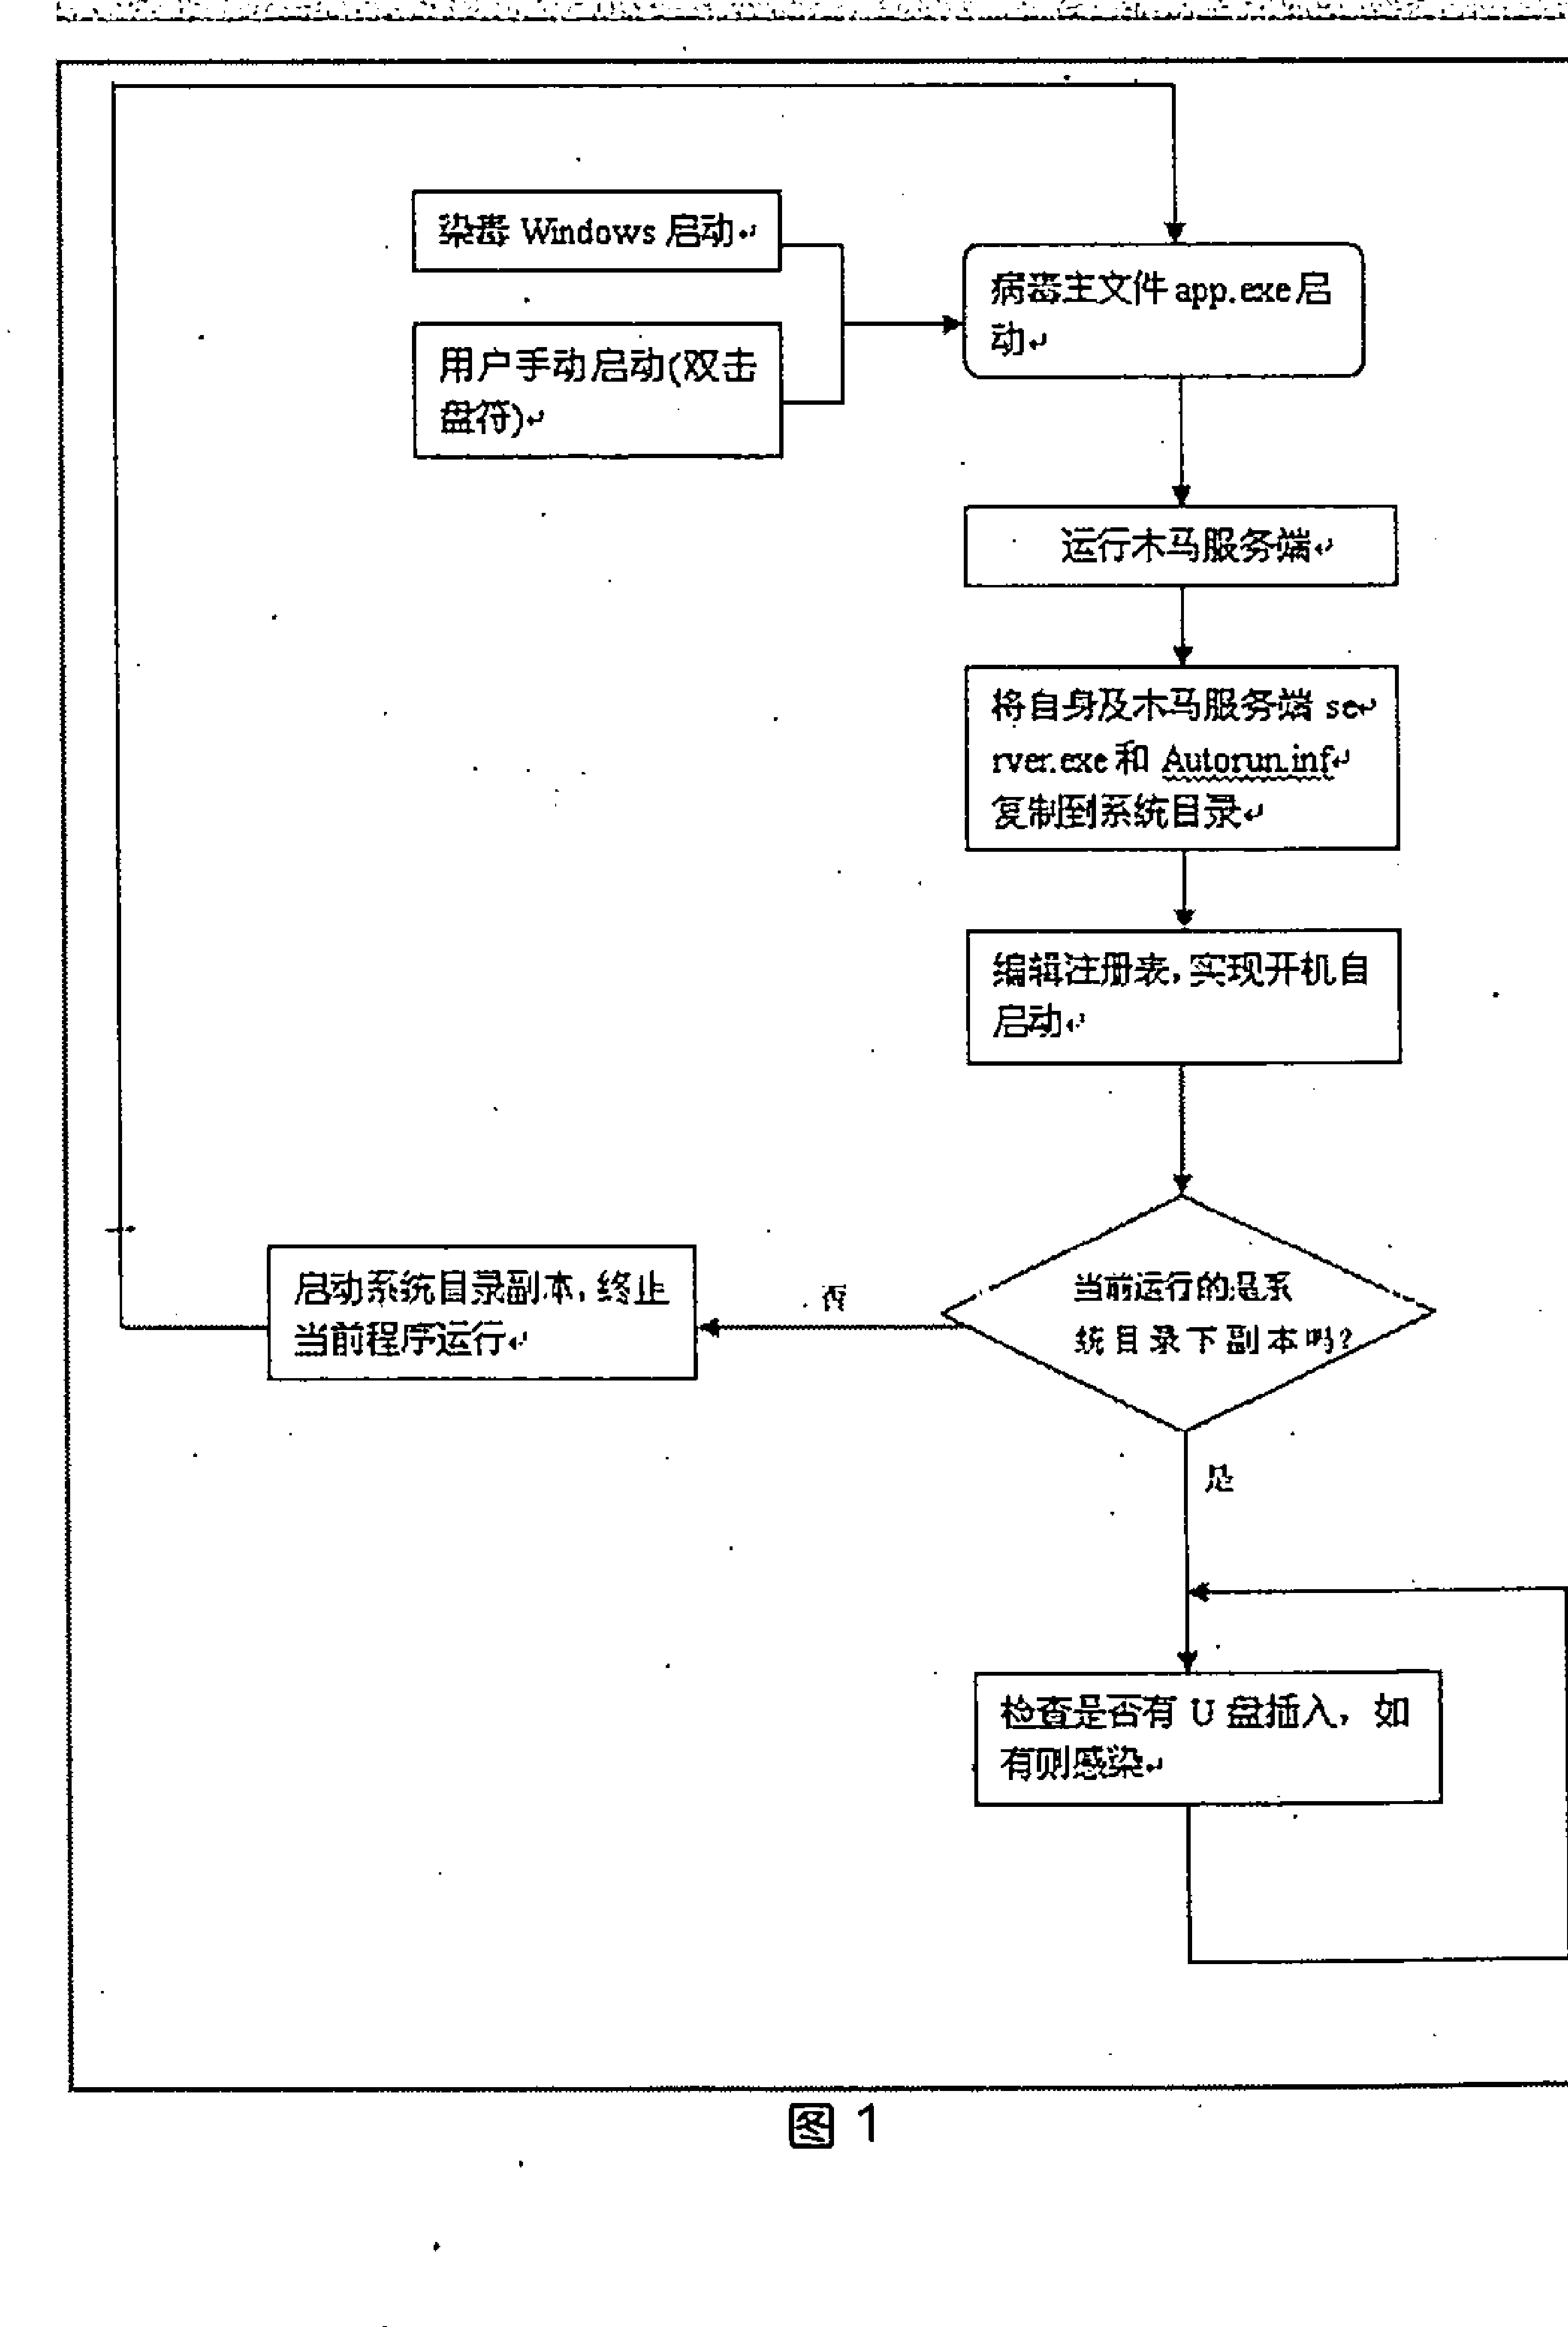 染毒 Windows 启动
病毒主文件 app.exe 启
动
用户手动启动(双击
盘符)
运行木马服务端
将自身及木马服务端 se
rver.exe 和 Autorun.inf
复制到系统目录
编辑注册表，实现开机自
启动
启动系统目录副本，终止
当前程序运行
否
当前运行的是系
统目录下副本吗?
是
检查是否有 U 盘插入，如
有则感染
图 1